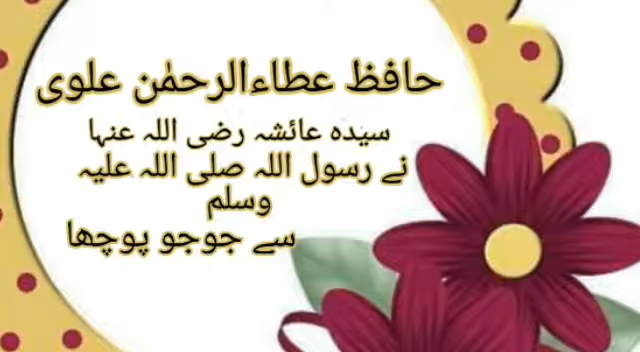 حافظ عطاءالرحمٰن علوی
سیدہ عائشہ رضی اللہ عنہا
نے رسول اللہ صلی اللہ علیہ
وسلم
سے جوجو پوچھا